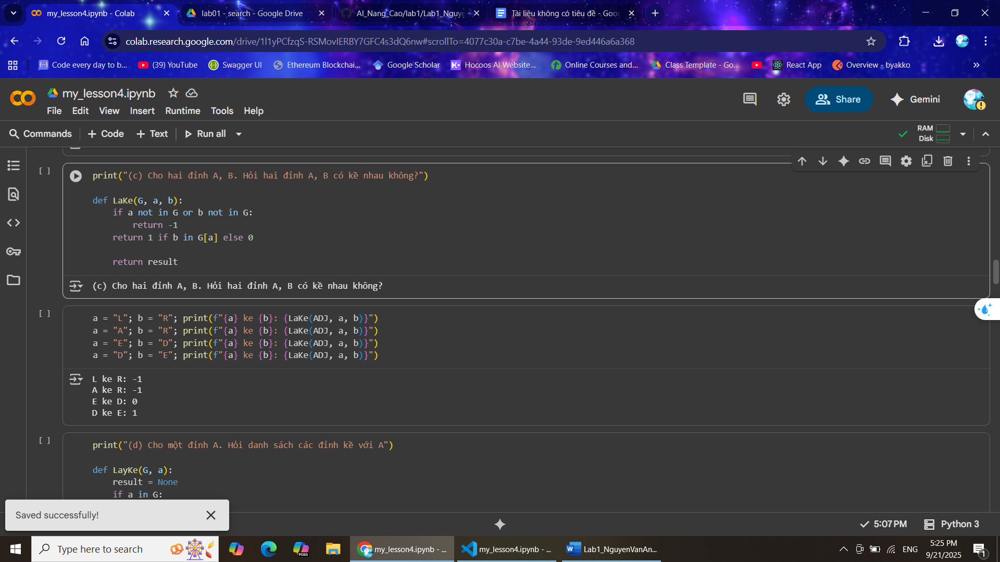 my_lesson4.ipynb - Colab
lab01 - search - Google Drive
AI_Nang_Cao/lab1/Lab1_Nguye
Tài liệu không có tiêu đề - Goog
colab.research.google.com/drive/1l1yPCfzqS-RSMovIERBY7GFC4s3dQ6nw#scrollTo=4077c30a-c7be-4a44-93de-9ed446a6a368
Code every day to b...
(39) YouTube
Swagger UI
Ethereum Blockchai...
Google Scholar
Hocoos AI Website...
Online Courses and...
Class Template - Go...
React App
Overview - byakko
my_lesson4.ipynb
File Edit View Insert Runtime Tools Help
Share
Gemini
Commands + Code + Text Run all
RAM
Disk
[ ]
print("(c) Cho hai đỉnh A, B. Hỏi hai đỉnh A, B có kề nhau không?")
def LaKe(G, a, b):
if a not in G or b not in G:
return -1
return 1 if b in G[a] else 0
return result
(c) Cho hai đỉnh A, B. Hỏi hai đỉnh A, B có kề nhau không?
[ ]
a = "L"; b = "R"; print(f"{a} ke {b}: {LaKe(ADJ, a, b)}")
a = "A"; b = "R"; print(f"{a} ke {b}: {LaKe(ADJ, a, b)}")
a = "E"; b = "D"; print(f"{a} ke {b}: {LaKe(ADJ, a, b)}")
a = "D"; b = "E"; print(f"{a} ke {b}: {LaKe(ADJ, a, b)}")
L ke R: -1
A ke R: -1
E ke D: 0
D ke E: 1
[ ]
print("(d) Cho một đỉnh A. Hỏi danh sách các đỉnh kề với A")
def LayKe(G, a):
result = None
if a in G:
Saved successfully!
5:07 PM
Python 3
Type here to search
M365
my_lesson4.ipynb - ...
my_lesson4.ipynb - ...
Lab1_NguyenVanAn...
ENG
5:25 PM
9/21/2025
1